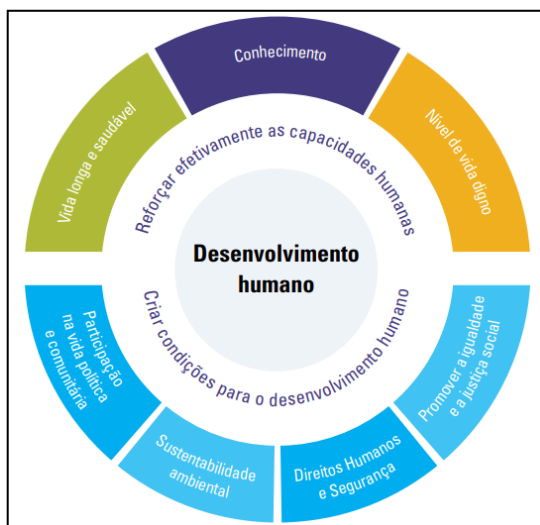 Conhecimento
Vida longa e saudável
Nível de vida digno
Reforçar efetivamente as capacidades humanas
Desenvolvimento
humano
Criar condições para o desenvolvimento humano
Participação
na vida política
e comunitária
Sustentabilidade
ambiental
Direitos Humanos
e Segurança
Promover a igualdade
e a justiça social